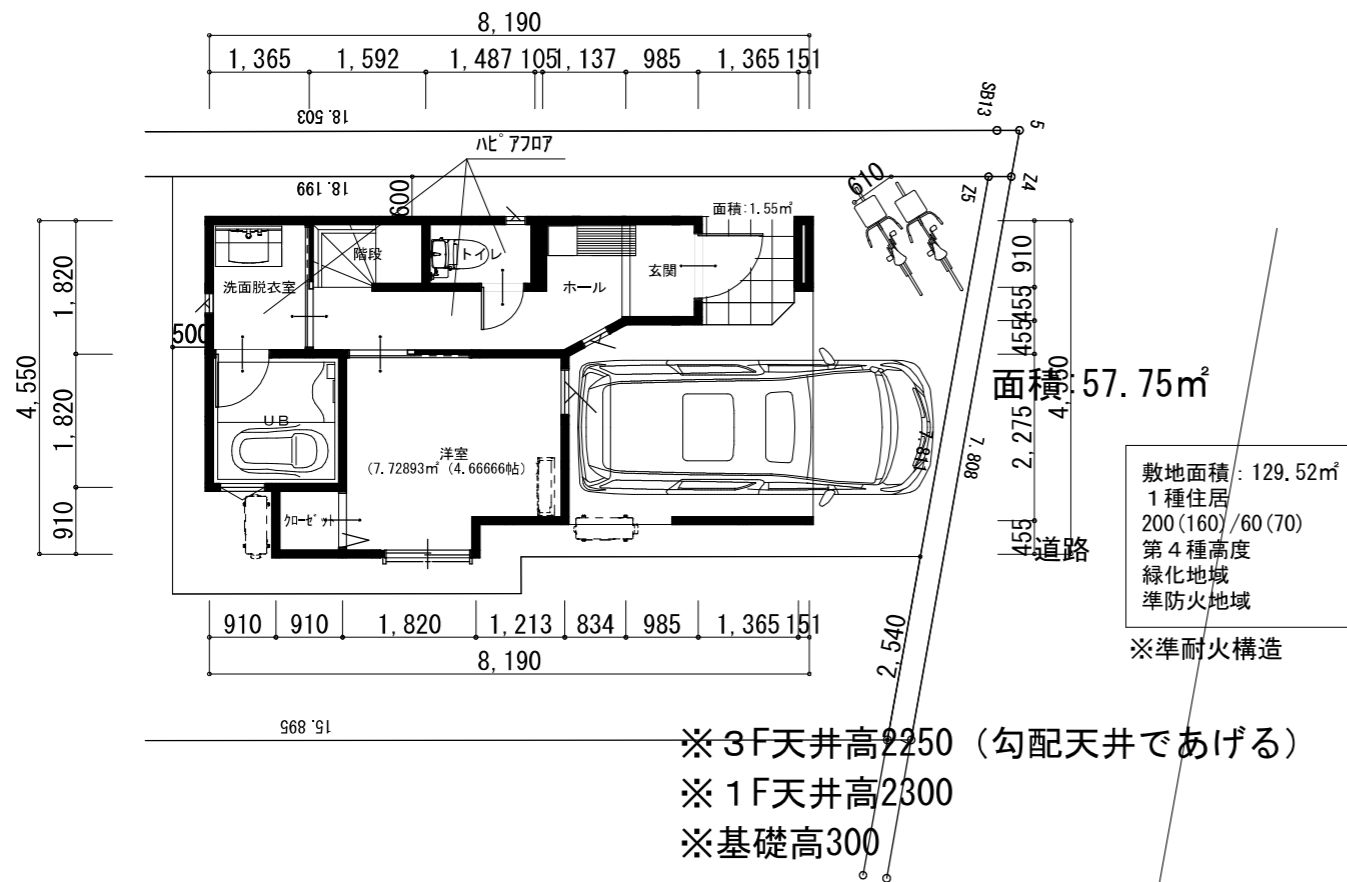 8,190
1,365 1,592 1,487 105 1,137 985 1,365 151
18.503
SB13
5
ﾊﾋﾟｱﾌﾛｱ
18.199
600
610
Z5
Z4
面積:1.55㎡
階段
トイレ
玄関
洗面脱衣室
ホール
500
1,820
1,820
910
4,550
910
455
455
2,275
455
面積:57.75㎡
UB
洋室
(7.72893㎡ (4.66666帖)
ｸﾛｰｾﾞｯﾄ
7.811
7.808
道路
敷地面積：129.52㎡
１種住居
200(160)/60(70)
第４種高度
緑化地域
準防火地域
※準耐火構造
910 910 1,820 1,213 834 985 1,365 151
8,190
2,540
15.895
※３F天井高2250（勾配天井であげる）
※１F天井高2300
※基礎高300